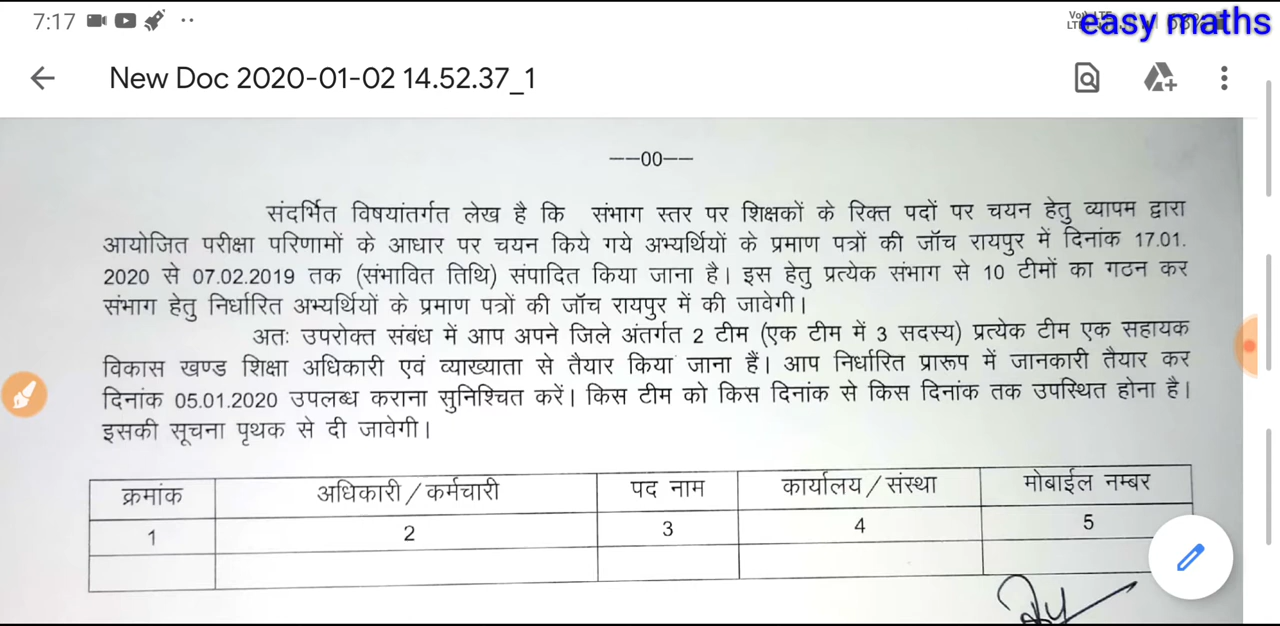 7:17
easy maths
New Doc 2020-01-02 14.52.37_1
——00——
संदर्भित विषयांतर्गत लेख है कि संभाग स्तर पर शिक्षकों के रिक्त पदों पर चयन हेतु व्यापम द्वारा
आयोजित परीक्षा परिणामों के आधार पर चयन किये गये अभ्यर्थियों के प्रमाण पत्रों की जॉच रायपुर में दिनांक 17.01.
2020 से 07.02.2019 तक (संभावित तिथि) संपादित किया जाना है। इस हेतु प्रत्येक संभाग से 10 टीमों का गठन कर
संभाग हेतु निर्धारित अभ्यर्थियों के प्रमाण पत्रों की जॉच रायपुर में की जावेगी।
अतः उपरोक्त संबंध में आप अपने जिले अंतर्गत 2 टीम (एक टीम में 3 सदस्य) प्रत्येक टीम एक सहायक
विकास खण्ड शिक्षा अधिकारी एवं व्याख्याता से तैयार किया जाना हैं। आप निर्धारित प्रारूप में जानकारी तैयार कर
दिनांक 05.01.2020 उपलब्ध कराना सुनिश्चित करें। किस टीम को किस दिनांक से किस दिनांक तक उपस्थित होना है।
इसकी सूचना पृथक से दी जावेगी।
क्रमांक अधिकारी/कर्मचारी पद नाम कार्यालय/संस्था मोबाईल नम्बर
1 2 3 4 5